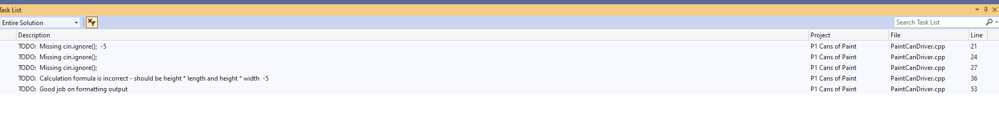 Task List
Entire Solution
Search Task List
Description Project File Line
TODO: Missing cin.ignore(); -5 P1 Cans of Paint PaintCanDriver.cpp 21
TODO: Missing cin.ignore(); P1 Cans of Paint PaintCanDriver.cpp 24
TODO: Missing cin.ignore(); P1 Cans of Paint PaintCanDriver.cpp 27
TODO: Calculation formula is incorrect - should be height * length and height * width -5 P1 Cans of Paint PaintCanDriver.cpp 36
TODO: Good job on formatting output P1 Cans of Paint PaintCanDriver.cpp 53